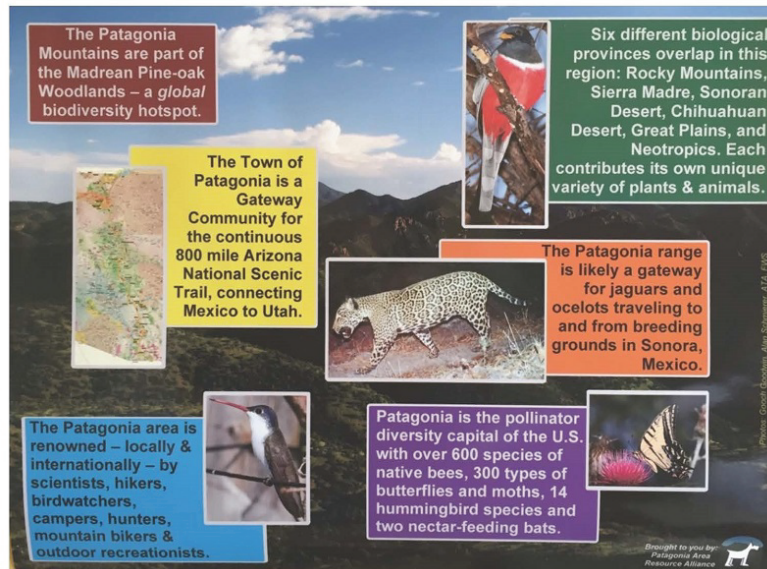 The Patagonia
Mountains are part of
the Madrean Pine-oak
Woodlands – a global
biodiversity hotspot.
Six different biological
provinces overlap in this
region: Rocky Mountains,
Sierra Madre, Sonoran
Desert, Chihuahuan
Desert, Great Plains, and
Neotropics. Each
contributes its own unique
variety of plants & animals.
The Town of
Patagonia is a
Gateway
Community for
the continuous
800 mile Arizona
National Scenic
Trail, connecting
Mexico to Utah.
The Patagonia range
is likely a gateway
for jaguars and
ocelots traveling to
and from breeding
grounds in Sonora,
Mexico.
The Patagonia area is
renowned – locally &
internationally – by
scientists, hikers,
birdwatchers,
campers, hunters,
mountain bikers &
outdoor recreationists.
Patagonia is the pollinator
diversity capital of the U.S.
with over 600 species of
native bees, 300 types of
butterflies and moths, 14
hummingbird species and
two nectar-feeding bats.
Brought to you by
Patagonia Area
Resource Alliance